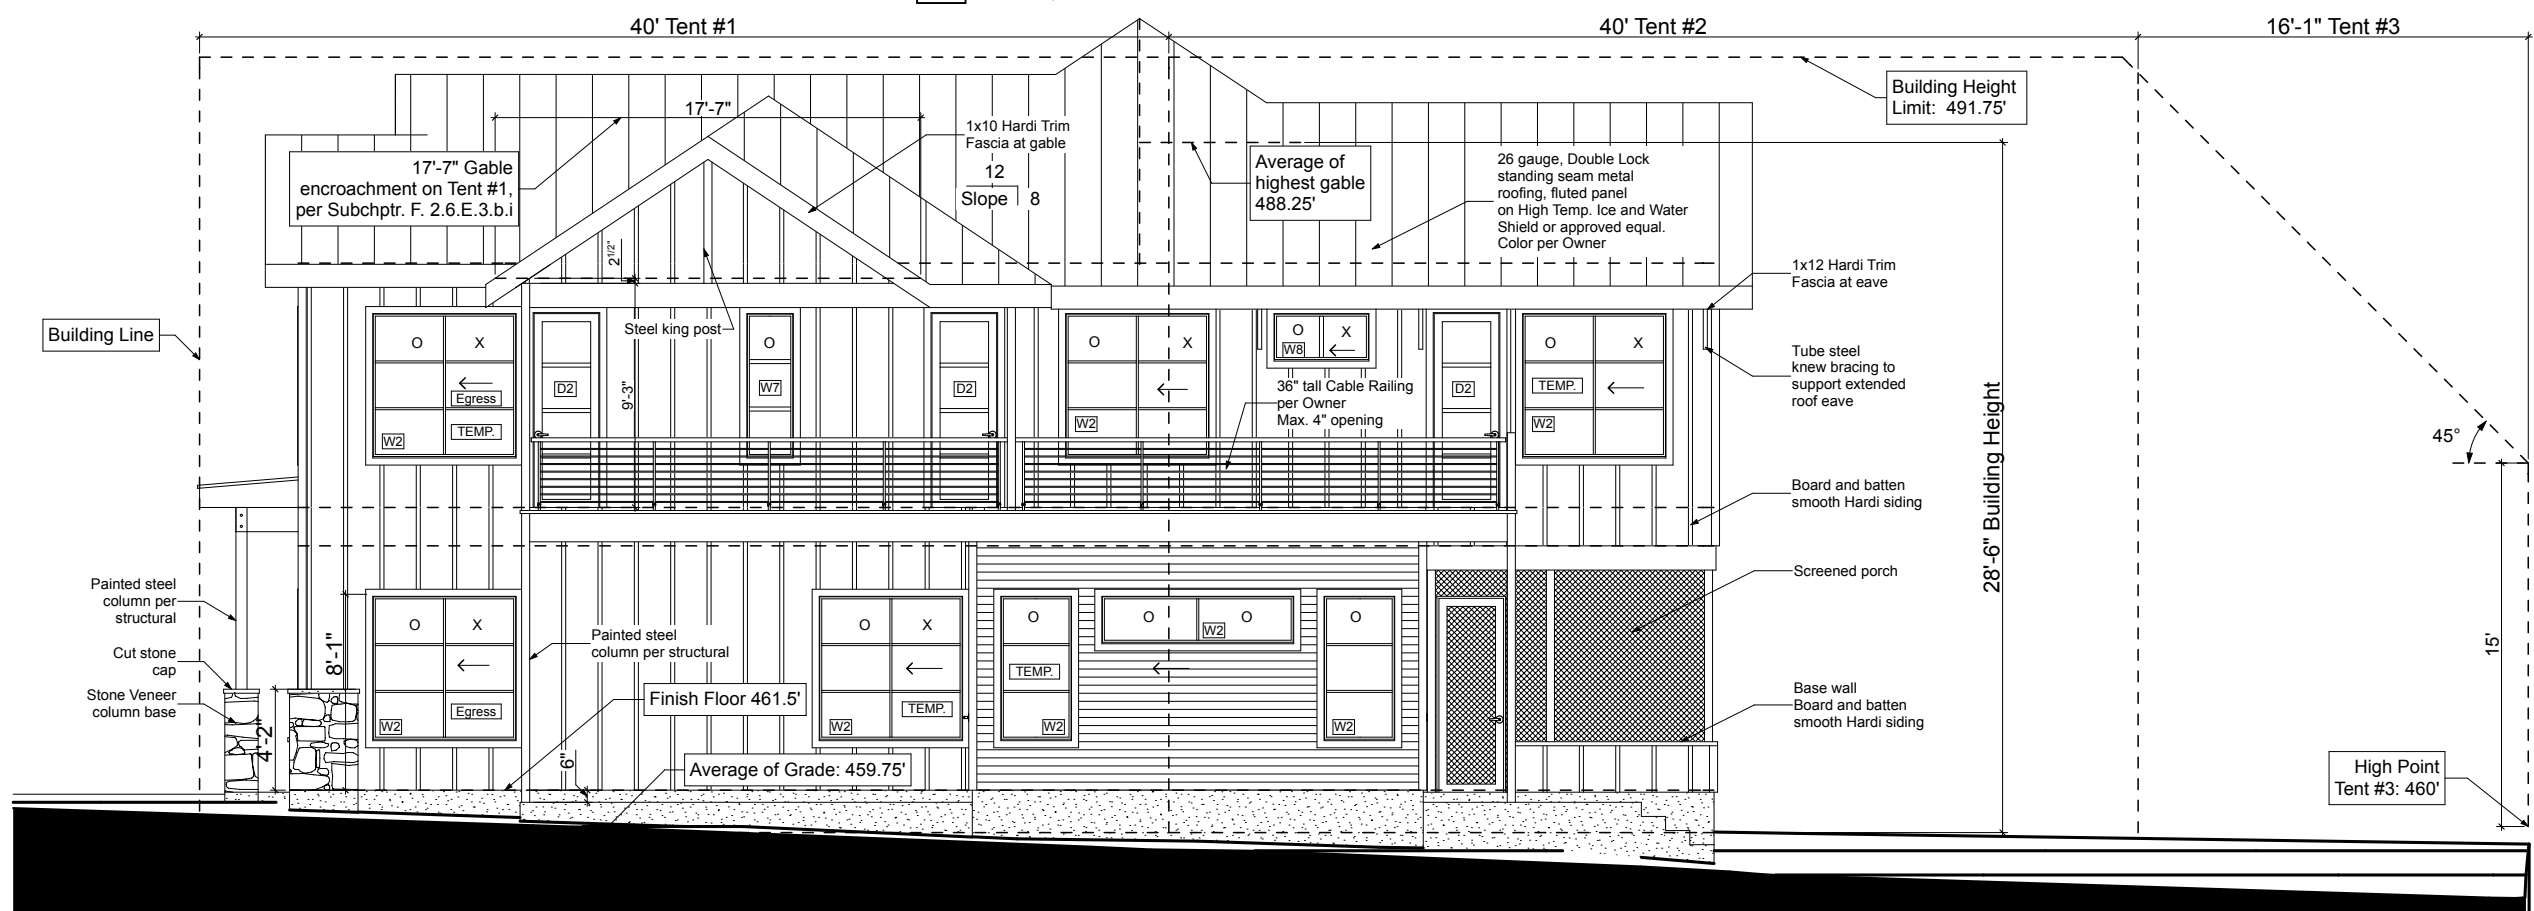 40' Tent #1
40' Tent #2
16'-1" Tent #3
Building Height
Limit: 491.75'
17'-7"
1x10 Hardi Trim
Fascia at gable
17'-7" Gable
encroachment on Tent #1,
per Subchptr. F. 2.6.E.3.b.i
12
Slope 8
Average of
highest gable
488.25'
26 gauge, Double Lock
standing seam metal
roofing, fluted panel
on High Temp. Ice and Water
Shield or approved equal.
Color per Owner
2 1/2"
1x12 Hardi Trim
Fascia at eave
Building Line
Steel king post
O X
Egress
TEMP.
W2
D2
9'-3"
O
W7
D2
O X
W2
O X
W8
36" tall Cable Railing
per Owner
Max. 4" opening
D2
O X
TEMP.
W2
Tube steel
knew bracing to
support extended
roof eave
28'-6" Building Height
45°
Board and batten
smooth Hardi siding
Painted steel
column per
structural
Screened porch
Cut stone
cap
Stone Veneer
column base
8'-1"
4'-2"
O X
W2
Egress
Painted steel
column per structural
Finish Floor 461.5'
6"
Average of Grade: 459.75'
O X
TEMP.
W2
O
TEMP.
W2
O O
W2
O
W2
Base wall
Board and batten
smooth Hardi siding
15'
High Point
Tent #3: 460'